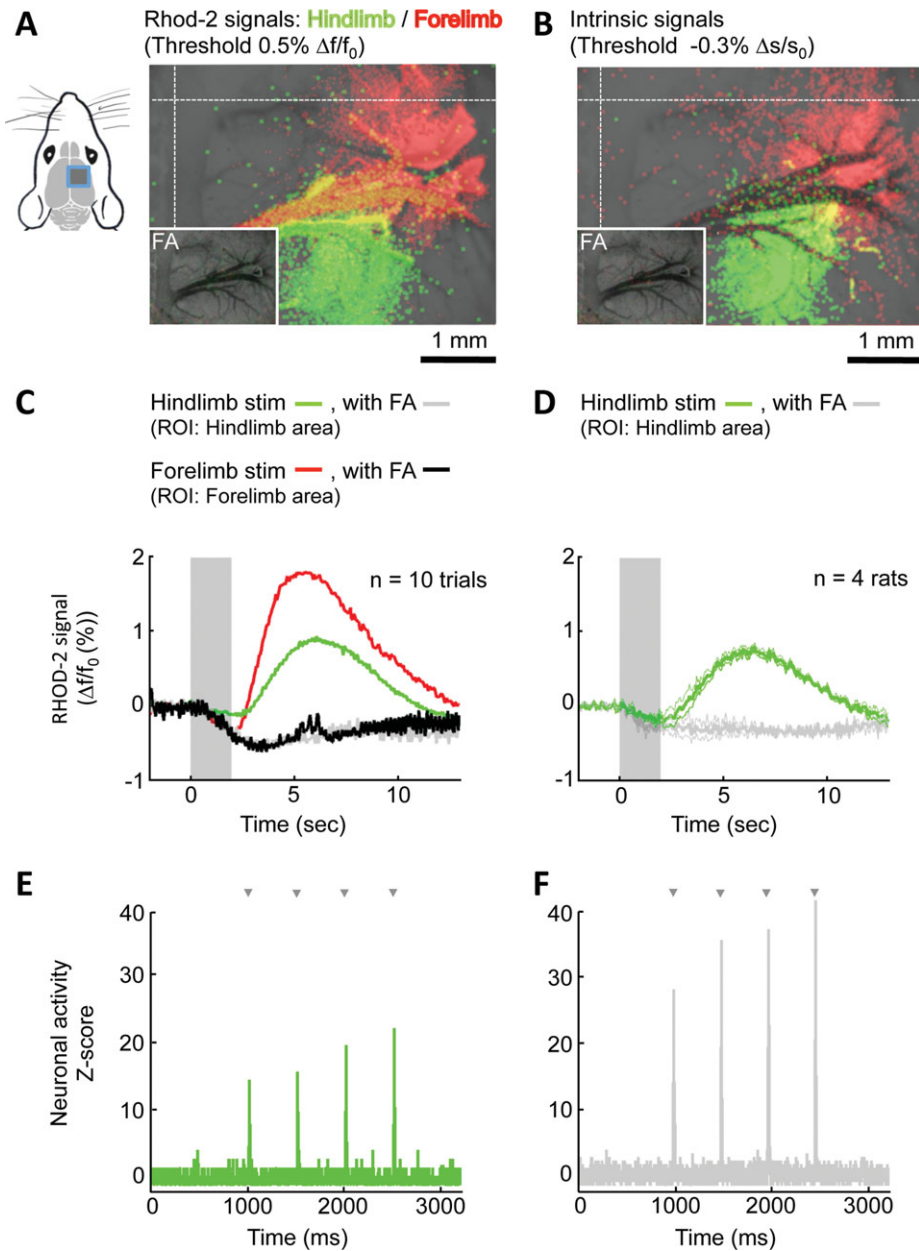 A
Rhod-2 signals: Hindlimb / Forelimb
(Threshold 0.5% Δf/f₀)
FA
1 mm
B
Intrinsic signals
(Threshold -0.3% Δs/s₀)
FA
1 mm
C
Hindlimb stim , with FA
(ROI: Hindlimb area)
Forelimb stim , with FA
(ROI: Forelimb area)
n = 10 trials
RHOD-2 signal
(Δf/f₀ (%))
2
1
0
-1
0
5
10
Time (sec)
D
Hindlimb stim , with FA
(ROI: Hindlimb area)
n = 4 rats
2
1
0
-1
0
5
10
Time (sec)
E
Neuronal activity
Z-score
40
30
20
10
0
0
1000
2000
3000
Time (ms)
F
40
30
20
10
0
0
1000
2000
3000
Time (ms)